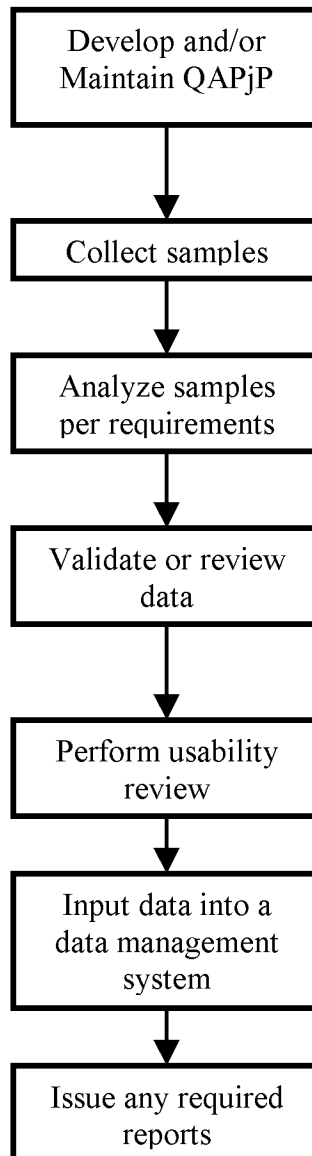 Develop and/or
Maintain QAPjP
Collect samples
Analyze samples
per requirements
Validate or review
data
Perform usability
review
Input data into a
data management
system
Issue any required
reports